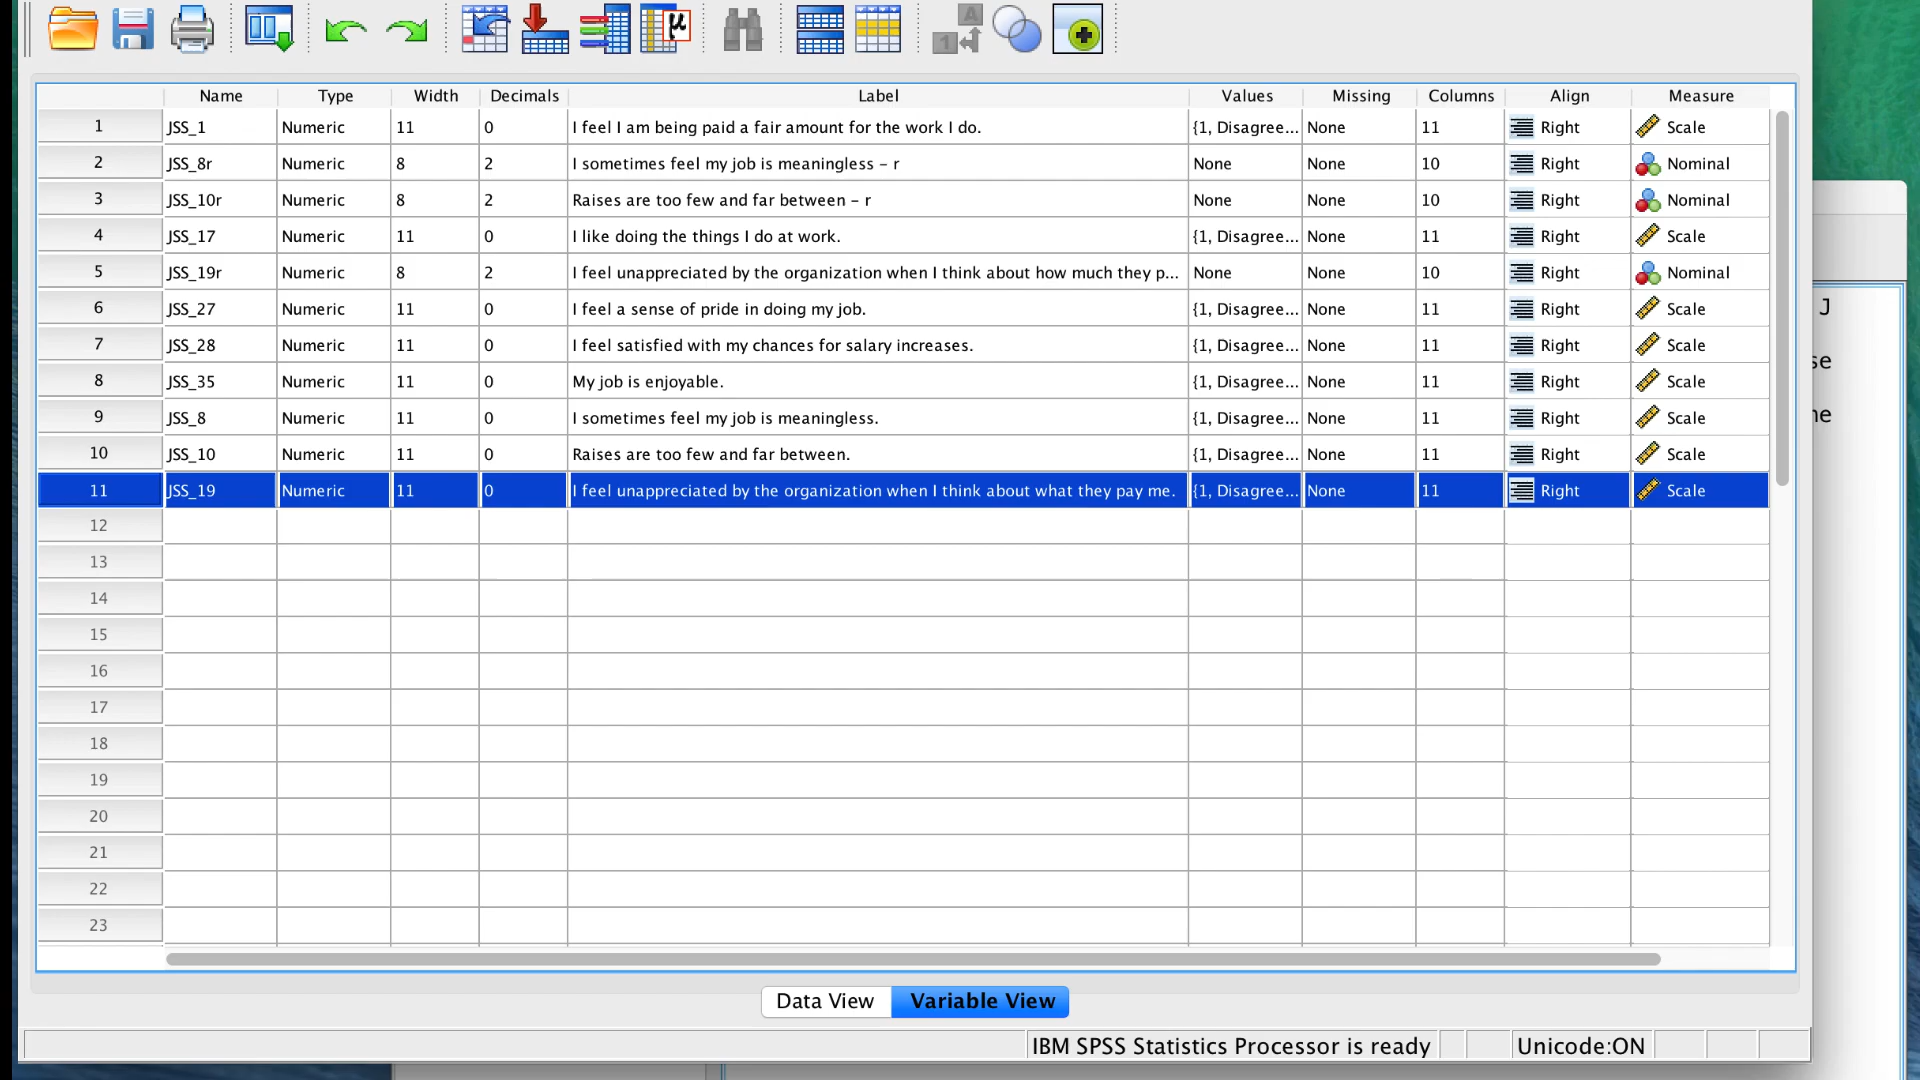 Name Type Width Decimals Label Values Missing Columns Align Measure
1 JSS_1 Numeric 11 0 I feel I am being paid a fair amount for the work I do. {1, Disagree... None 11 Right Scale
2 JSS_8r Numeric 8 2 I sometimes feel my job is meaningless – r None None 10 Right Nominal
3 JSS_10r Numeric 8 2 Raises are too few and far between – r None None 10 Right Nominal
4 JSS_17 Numeric 11 0 I like doing the things I do at work. {1, Disagree... None 11 Right Scale
5 JSS_19r Numeric 8 2 I feel unappreciated by the organization when I think about how much they p... None None 10 Right Nominal
6 JSS_27 Numeric 11 0 I feel a sense of pride in doing my job. {1, Disagree... None 11 Right Scale
7 JSS_28 Numeric 11 0 I feel satisfied with my chances for salary increases. {1, Disagree... None 11 Right Scale
8 JSS_35 Numeric 11 0 My job is enjoyable. {1, Disagree... None 11 Right Scale
9 JSS_8 Numeric 11 0 I sometimes feel my job is meaningless. {1, Disagree... None 11 Right Scale
10 JSS_10 Numeric 11 0 Raises are too few and far between. {1, Disagree... None 11 Right Scale
11 JSS_19 Numeric 11 0 I feel unappreciated by the organization when I think about what they pay me. {1, Disagree... None 11 Right Scale
12
13
14
15
16
17
18
19
20
21
22
23
Data View Variable View
IBM SPSS Statistics Processor is ready Unicode:ON